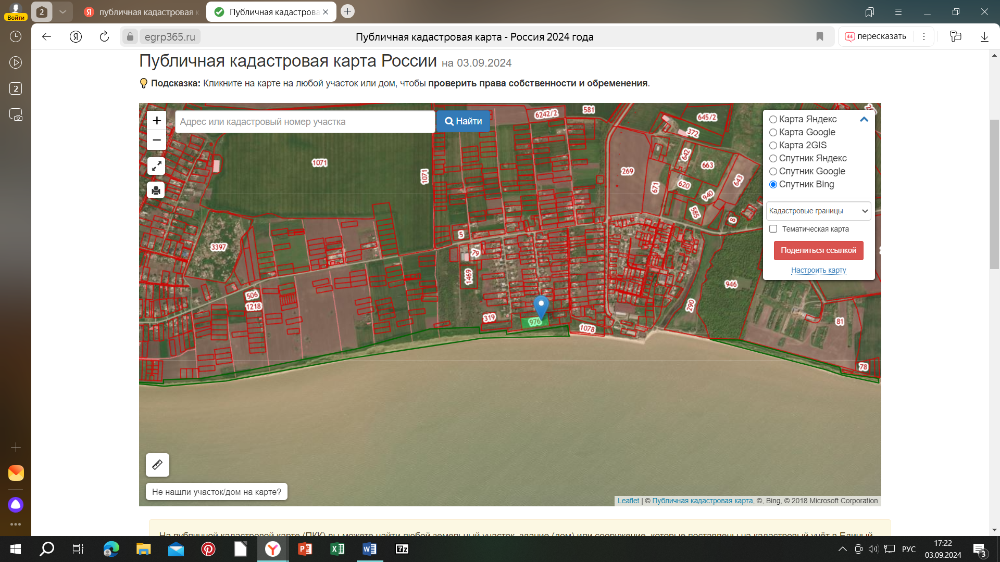 Войти
2
публичная кадастровая к
Публичная кадастрова
egrp365.ru
Публичная кадастровая карта - Россия 2024 года
пересказать
2
Публичная кадастровая карта России на 03.09.2024
Подсказка: Кликните на карте на любой участок или дом, чтобы проверить права собственности и обременения.
+
−
Адрес или кадастровый номер участка
Найти
Карта Яндекс
Карта Google
Карта 2GIS
Спутник Яндекс
Спутник Google
Спутник Bing
Кадастровые границы
Тематическая карта
Поделиться ссылкой
Настроить карту
6242/2
581
645/2
372
642
663
1071
1071
269
671
620
643
940
585
8
5
3397
79
1469
946
506
1218
290
319
976
1078
81
78
Не нашли участок/дом на карте?
Leaflet | © Публичная кадастровая карта, ©, Bing, © 2018 Microsoft Corporation
На публичной кадастровой карте (ПКК) вы можете найти любой земельный участок, здание (дом) или сооружение, которые поставлены на кадастровый учёт в Единый
РУС
17:22
03.09.2024
3